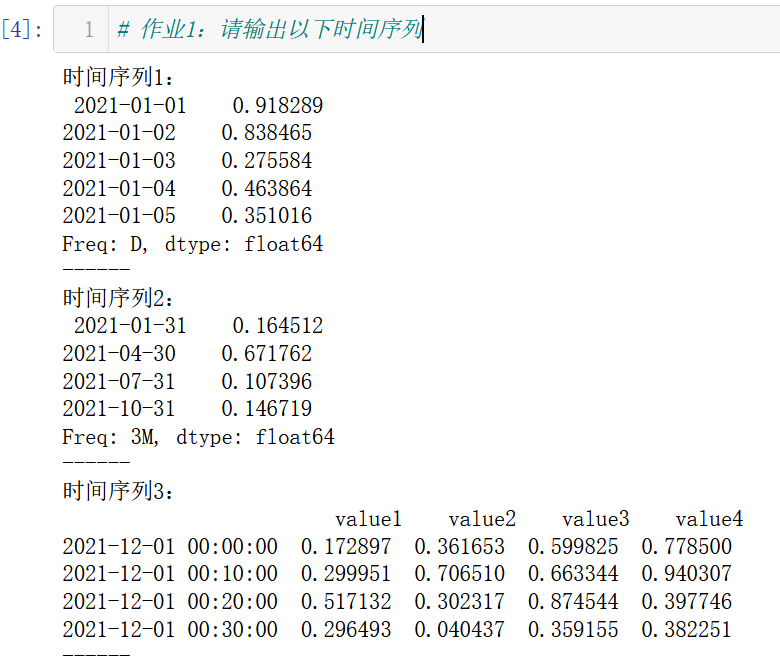 [4]: 1 # 作业1：请输出以下时间序列
时间序列1：
 2021-01-01    0.918289
2021-01-02    0.838465
2021-01-03    0.275584
2021-01-04    0.463864
2021-01-05    0.351016
Freq: D, dtype: float64
------
时间序列2：
 2021-01-31    0.164512
2021-04-30    0.671762
2021-07-31    0.107396
2021-10-31    0.146719
Freq: 3M, dtype: float64
------
时间序列3：
                        value1    value2    value3    value4
2021-12-01 00:00:00  0.172897  0.361653  0.599825  0.778500
2021-12-01 00:10:00  0.299951  0.706510  0.663344  0.940307
2021-12-01 00:20:00  0.517132  0.302317  0.874544  0.397746
2021-12-01 00:30:00  0.296493  0.040437  0.359155  0.382251
------